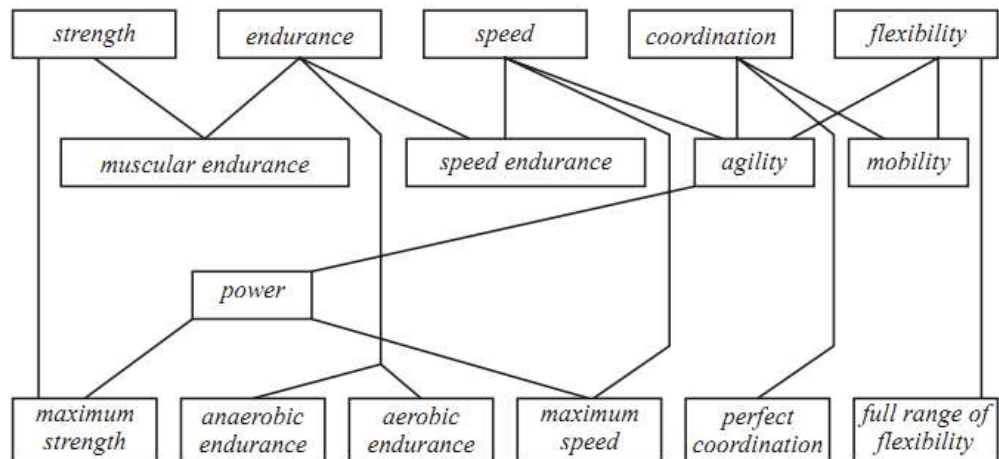 strength
endurance
speed
coordination
flexibility
muscular endurance
speed endurance
agility
mobility
power
maximum
strength
anaerobic
endurance
aerobic
endurance
maximum
speed
perfect
coordination
full range of
flexibility